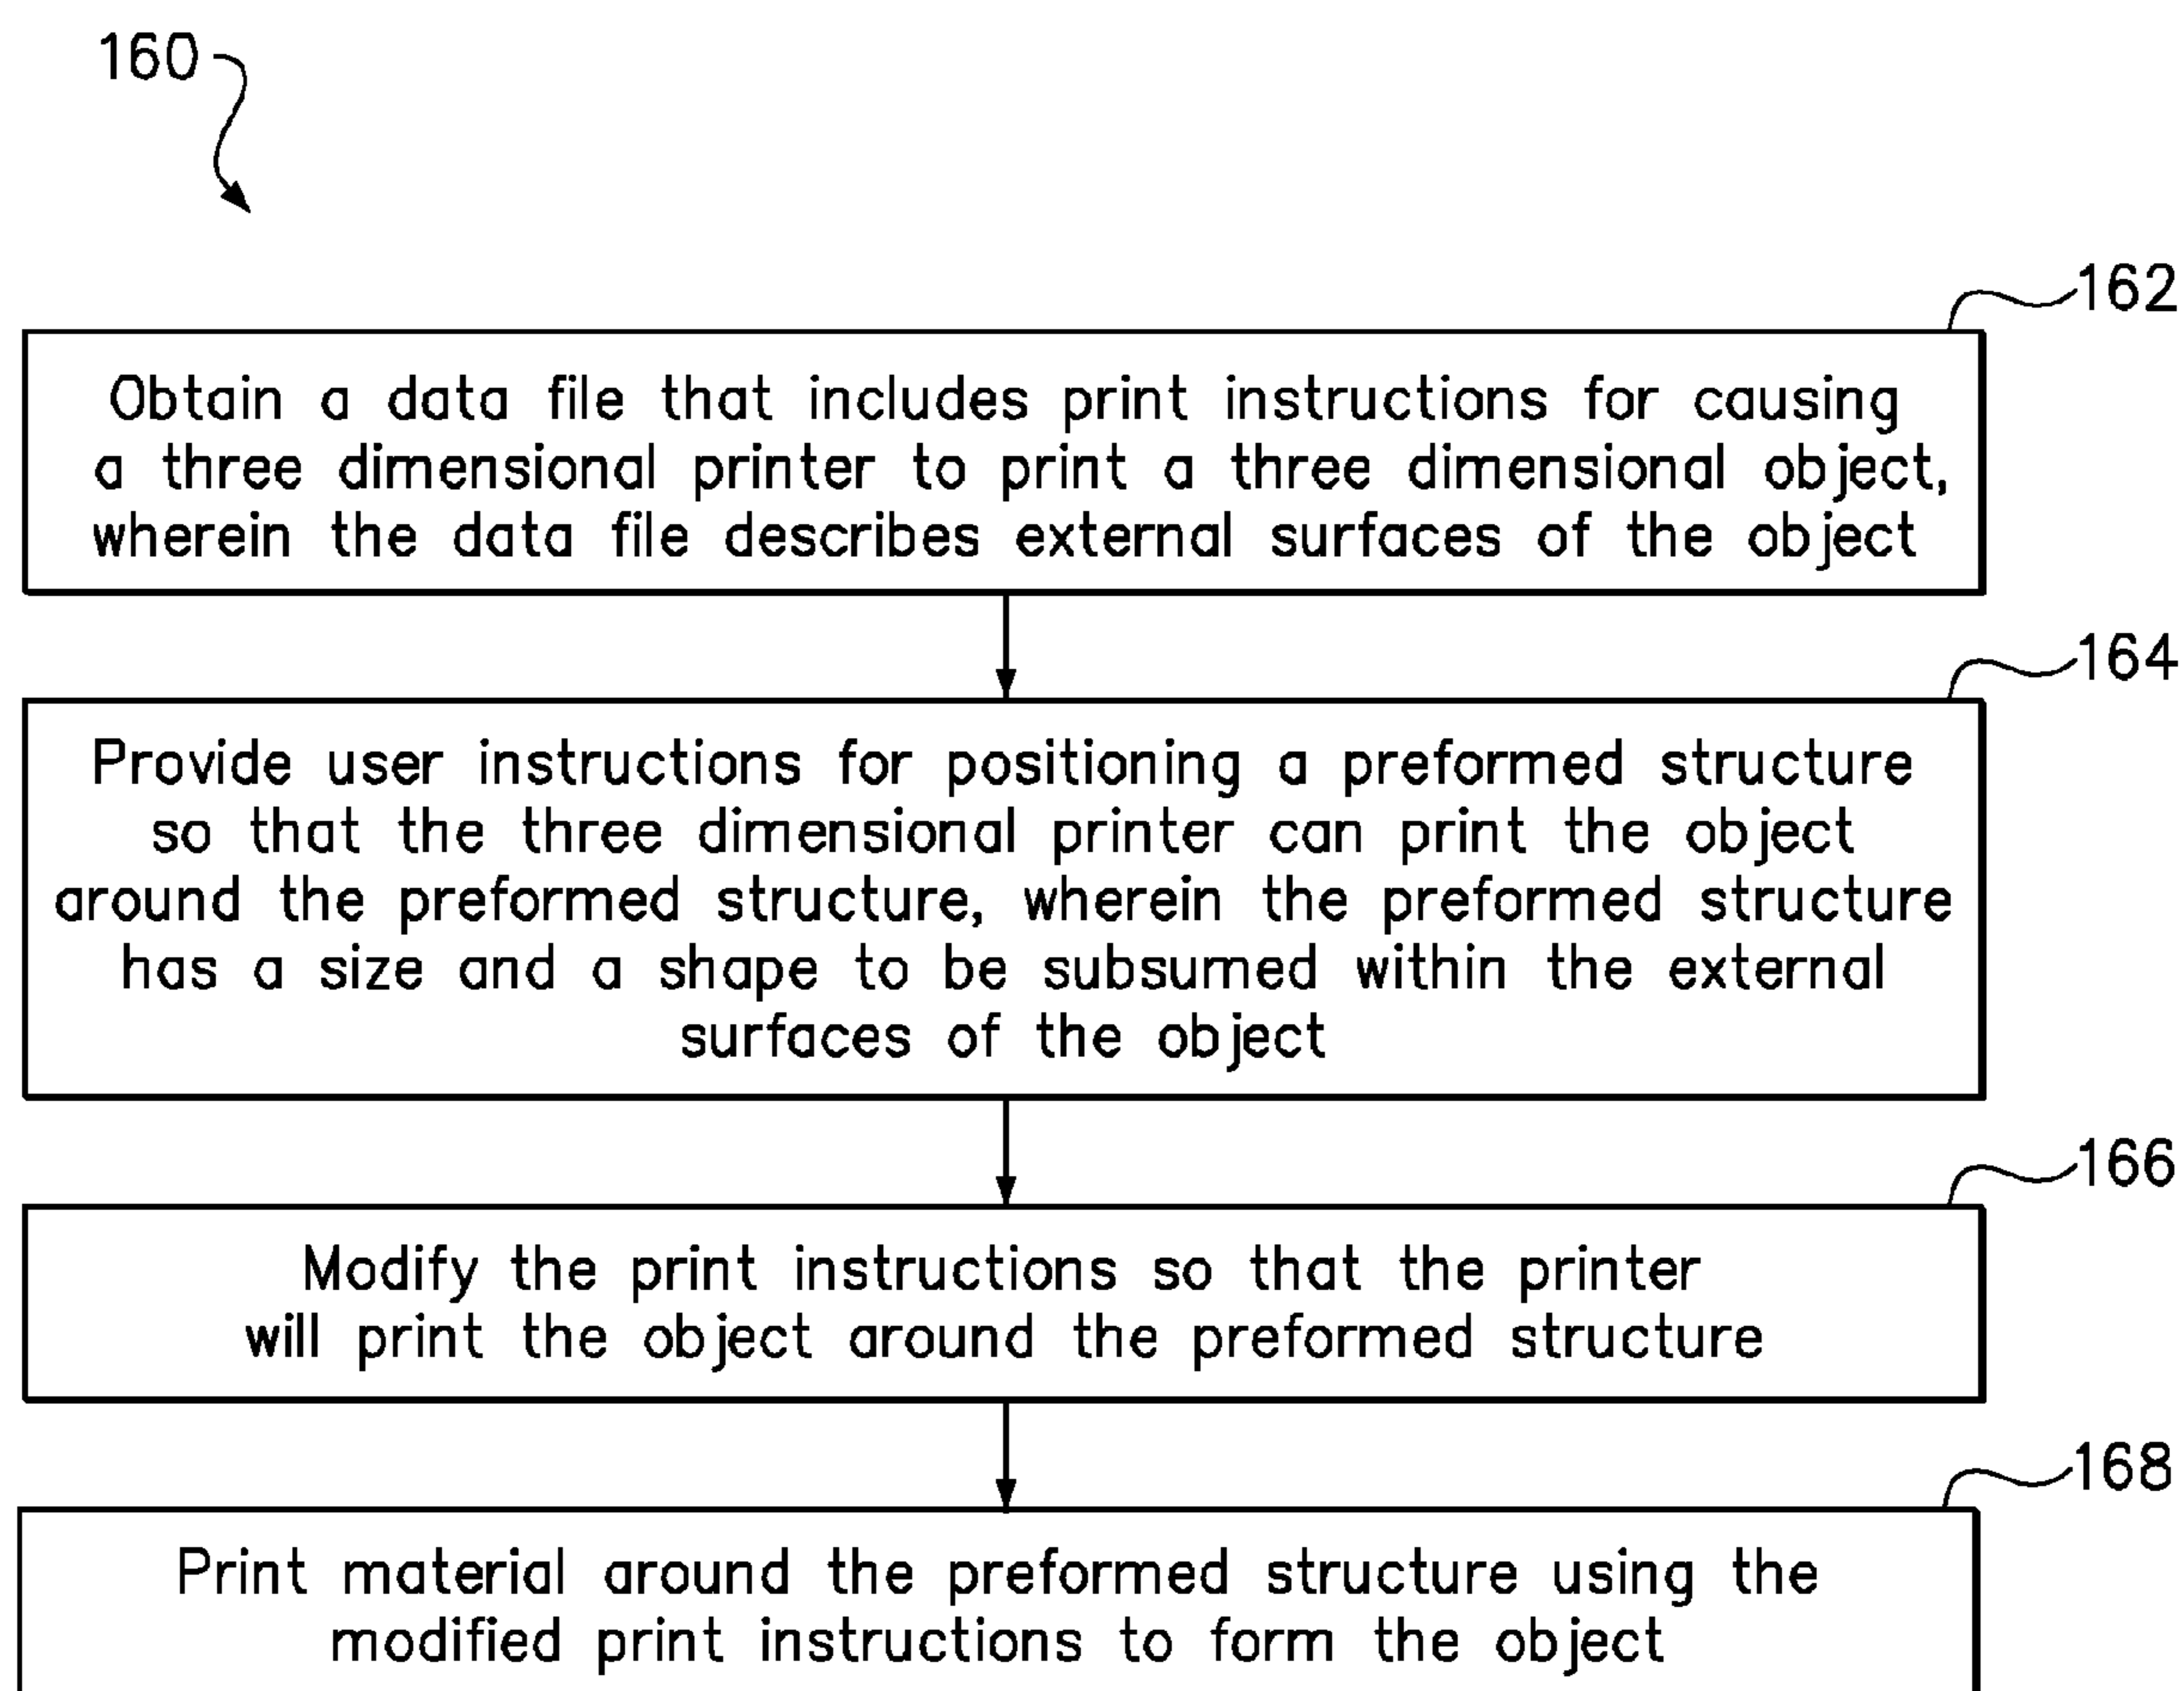 160
162
Obtain a data file that includes print instructions for causing
a three dimensional printer to print a three dimensional object,
wherein the data file describes external surfaces of the object
164
Provide user instructions for positioning a preformed structure
so that the three dimensional printer can print the object
around the preformed structure, wherein the preformed structure
has a size and a shape to be subsumed within the external
surfaces of the object
166
Modify the print instructions so that the printer
will print the object around the preformed structure
168
Print material around the preformed structure using the
modified print instructions to form the object